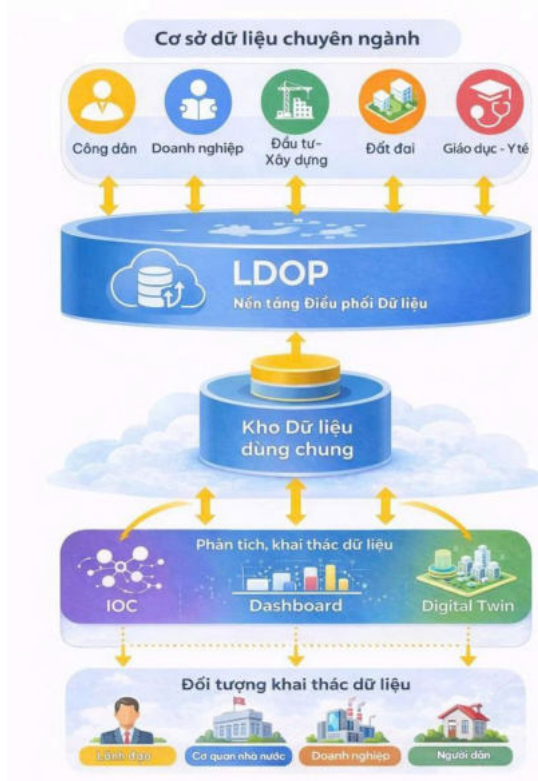 Cơ sở dữ liệu chuyên ngành
Công dân
Doanh nghiệp
Đầu tư-
Xây dựng
Đất đai
Giáo dục - Y tế
LDOP
Nền tảng Điều phối Dữ liệu
Kho Dữ liệu
dùng chung
Phân tích, khai thác dữ liệu
IOC
Dashboard
Digital Twin
Đối tượng khai thác dữ liệu
Lãnh đạo
Cơ quan nhà nước
Doanh nghiệp
Người dân